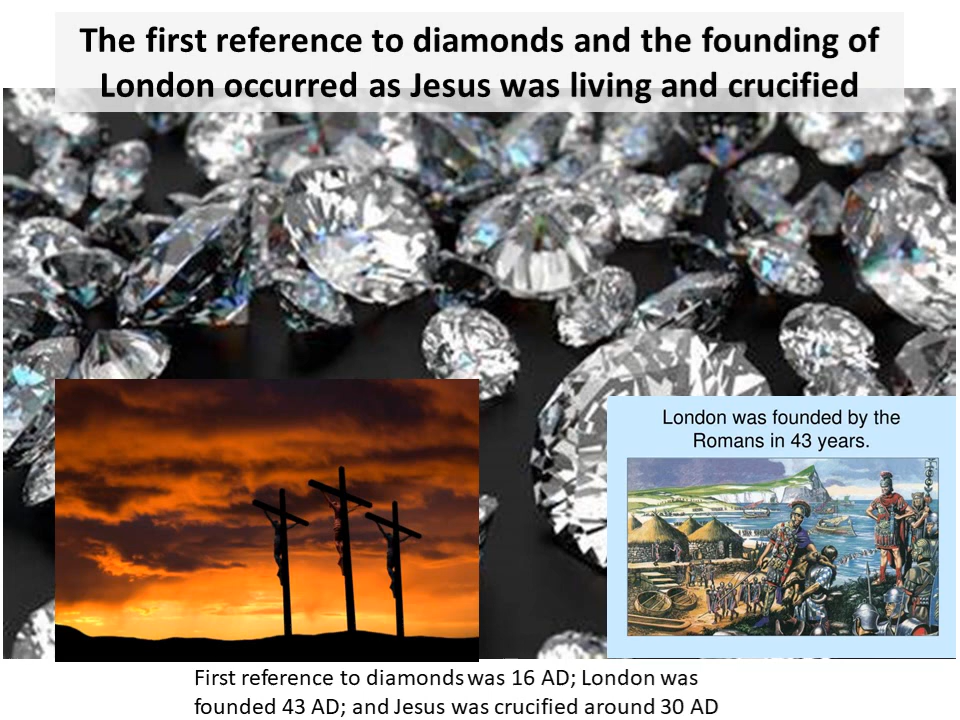 The first reference to diamonds and the founding of
London occurred as Jesus was living and crucified
London was founded by the
Romans in 43 years.
First reference to diamonds was 16 AD; London was
founded 43 AD; and Jesus was crucified around 30 AD